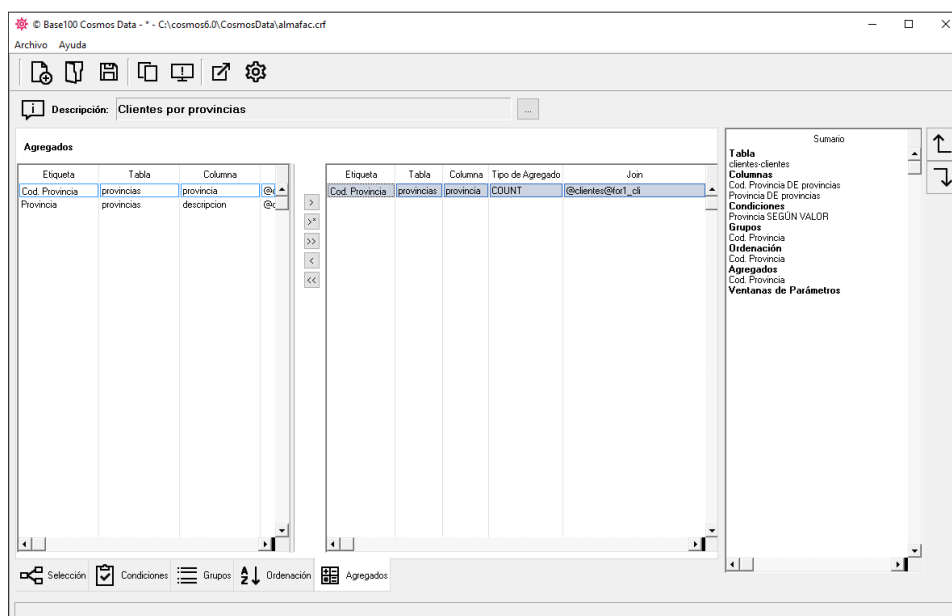 © Base100 Cosmos Data - * - C:\cosmos6.0\CosmosData\almafac.crf
Archivo Ayuda
Descripción: Clientes por provincias ...
Agregados
Etiqueta Tabla Columna
Cod. Provincia provincias provincia
Provincia provincias descripcion
> 
>*
>>
<
<<
Etiqueta Tabla Columna Tipo de Agregado Join
Cod. Provincia provincias provincia COUNT @clientes@for1_cli
Sumario
Tabla
clientes-clientes
Columnas
Cod. Provincia DE provincias
Provincia DE provincias
Condiciones
Provincia SEGÚN VALOR
Grupos
Cod. Provincia
Ordenación
Cod. Provincia
Agregados
Cod. Provincia
Ventanas de Parámetros
Selección Condiciones Grupos Ordenación Agregados